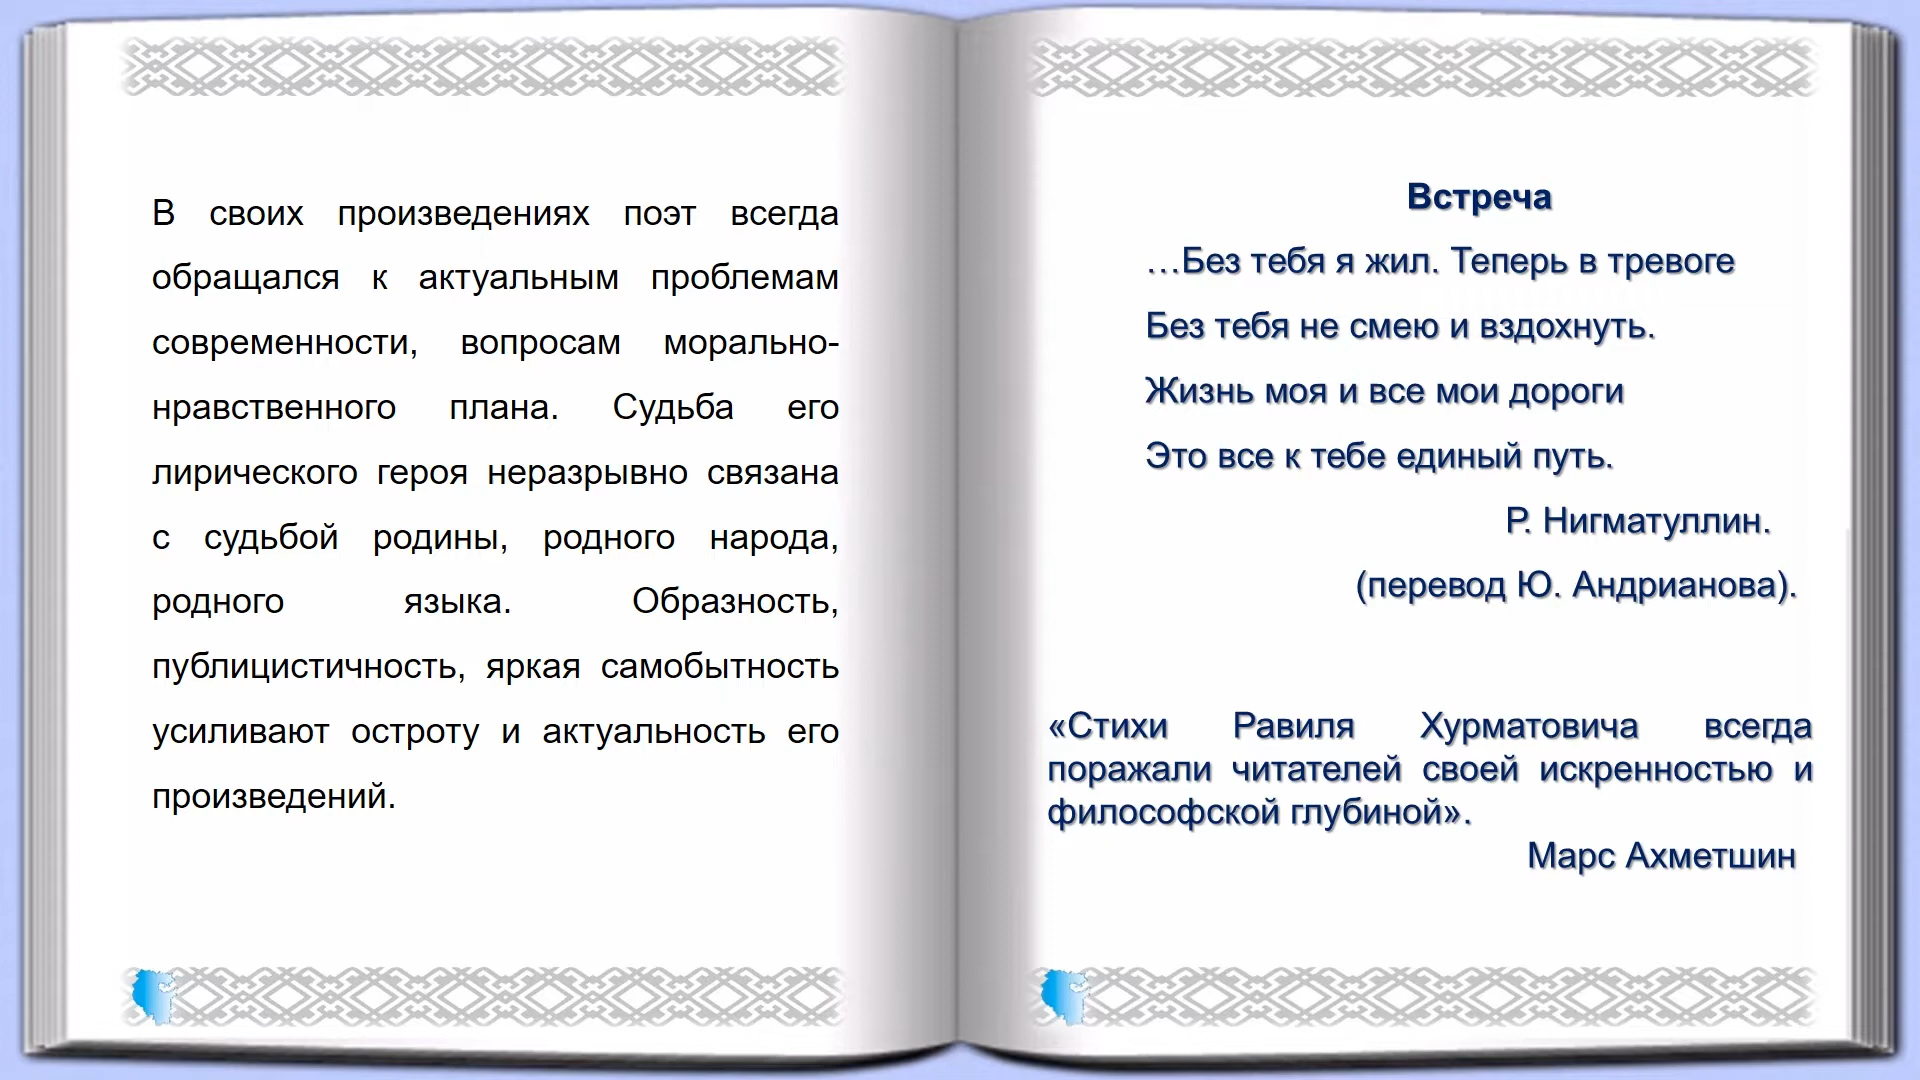 В своих произведениях поэт всегда
обращался к актуальным проблемам
современности, вопросам морально-
нравственного плана. Судьба его
лирического героя неразрывно связана
с судьбой родины, родного народа,
родного языка. Образность,
публицистичность, яркая самобытность
усиливают остроту и актуальность его
произведений.
Встреча
…Без тебя я жил. Теперь в тревоге
Без тебя не смею и вздохнуть.
Жизнь моя и все мои дороги
Это все к тебе единый путь.
Р. Нигматуллин.
(перевод Ю. Андрианова).
«Стихи Равиля Хурматовича всегда
поражали читателей своей искренностью и
философской глубиной».
Марс Ахметшин